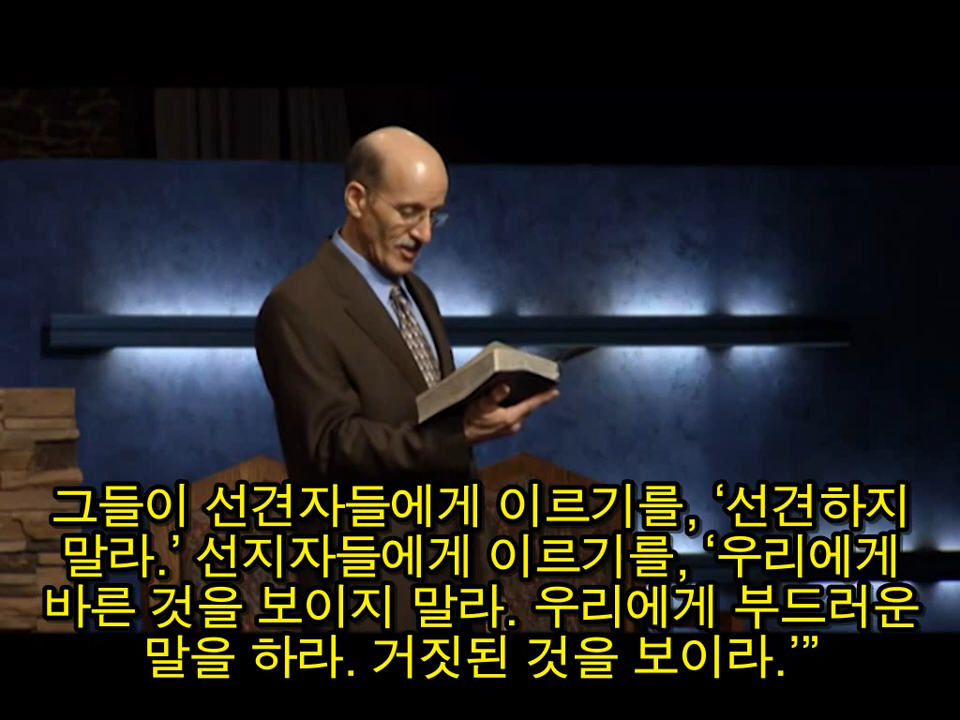 그들이 선견자들에게 이르기를, ‘선견하지
말라.’ 선지자들에게 이르기를, ‘우리에게
바른 것을 보이지 말라. 우리에게 부드러운
말을 하라. 거짓된 것을 보이라.’”